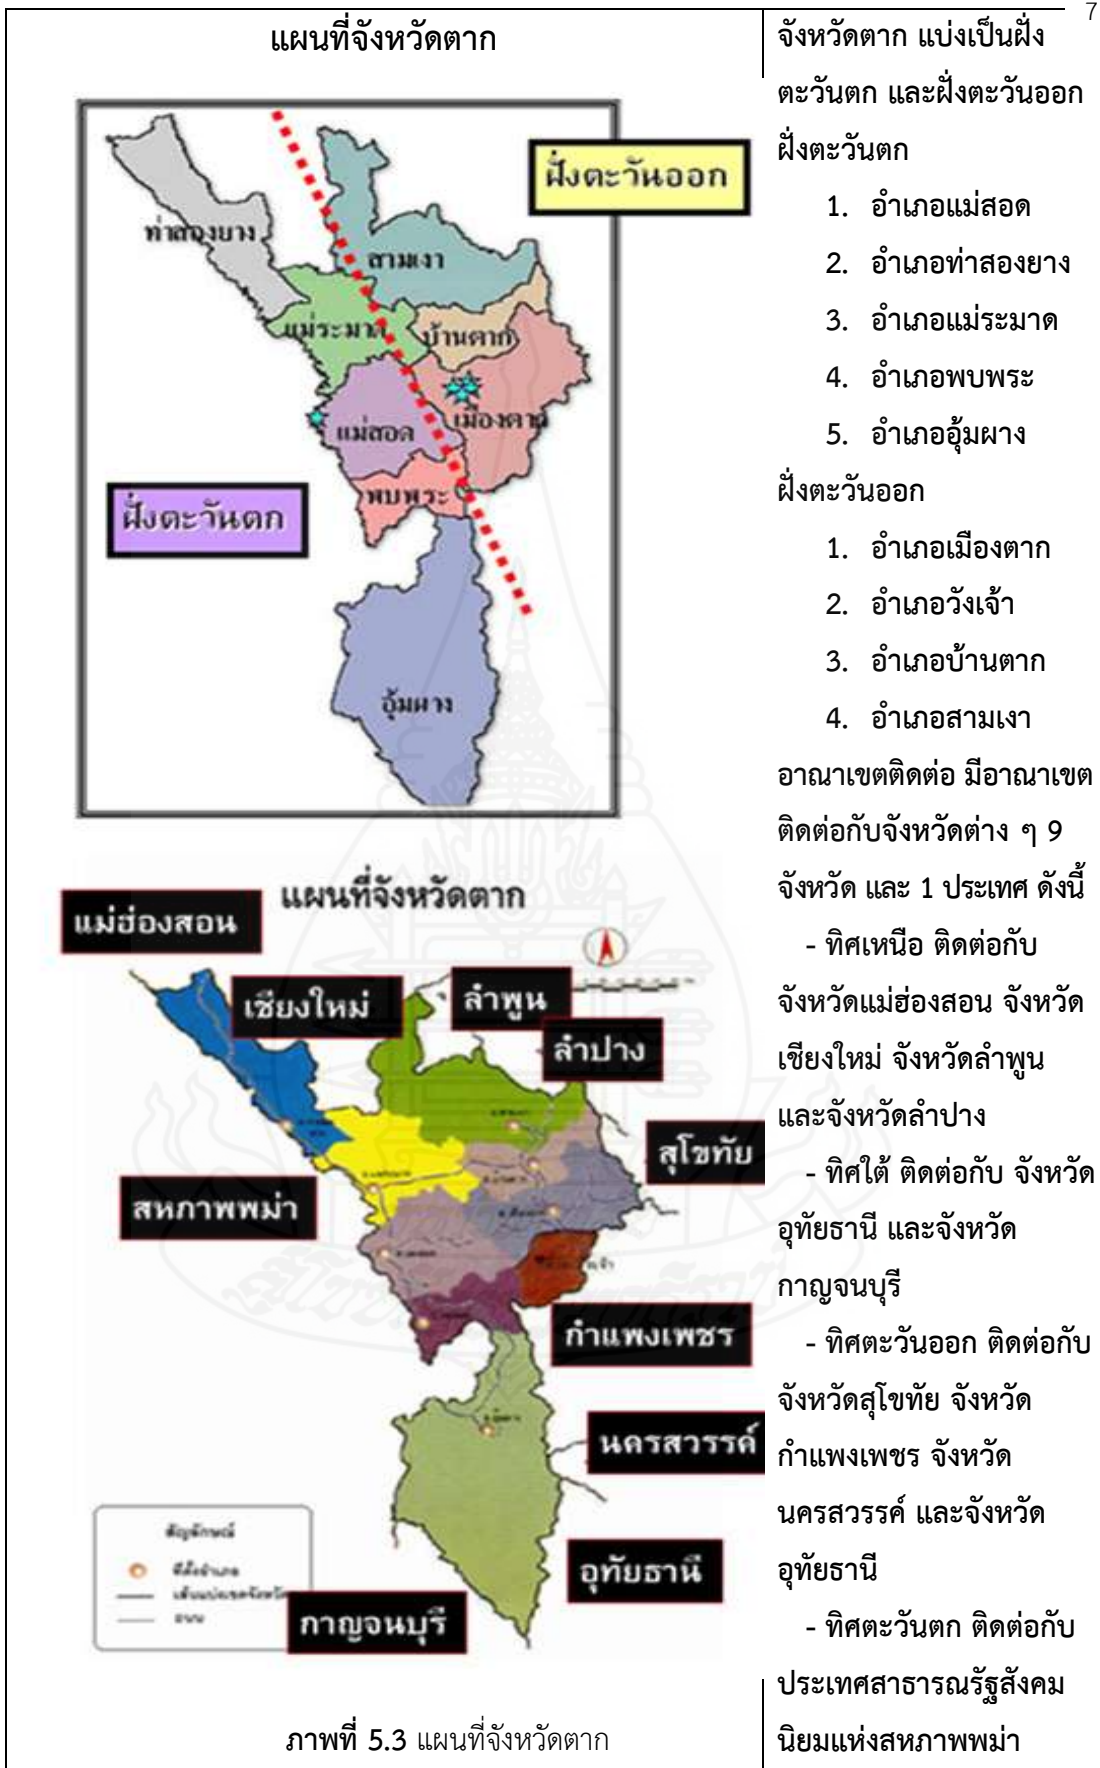 7
แผนที่จังหวัดตาก
ฝั่งตะวันออก
ท่าสองยาง
สามเงา
แม่ระมาด
บ้านตาก
เมืองตาก
แม่สอด
พบพระ
ฝั่งตะวันตก
อุ้มผาง
แผนที่จังหวัดตาก
แม่ฮ่องสอน
เชียงใหม่
ลำพูน
ลำปาง
สุโขทัย
สหภาพพม่า
กำแพงเพชร
นครสวรรค์
อุทัยธานี
กาญจนบุรี
สัญลักษณ์
ที่ตั้งอำเภอ
เส้นแบ่งเขตจังหวัด
ถนน
ภาพที่ 5.3 แผนที่จังหวัดตาก
จังหวัดตาก แบ่งเป็นฝั่ง
ตะวันตก และฝั่งตะวันออก
ฝั่งตะวันตก
1. อำเภอแม่สอด
2. อำเภอท่าสองยาง
3. อำเภอแม่ระมาด
4. อำเภอพบพระ
5. อำเภออุ้มผาง
ฝั่งตะวันออก
1. อำเภอเมืองตาก
2. อำเภอวังเจ้า
3. อำเภอบ้านตาก
4. อำเภอสามเงา
อาณาเขตติดต่อ มีอาณาเขต
ติดต่อกับจังหวัดต่าง ๆ 9
จังหวัด และ 1 ประเทศ ดังนี้
- ทิศเหนือ ติดต่อกับ
จังหวัดแม่ฮ่องสอน จังหวัด
เชียงใหม่ จังหวัดลำพูน
และจังหวัดลำปาง
- ทิศใต้ ติดต่อกับ จังหวัด
อุทัยธานี และจังหวัด
กาญจนบุรี
- ทิศตะวันออก ติดต่อกับ
จังหวัดสุโขทัย จังหวัด
กำแพงเพชร จังหวัด
นครสวรรค์ และจังหวัด
อุทัยธานี
- ทิศตะวันตก ติดต่อกับ
ประเทศสาธารณรัฐสังคม
นิยมแห่งสหภาพพม่า